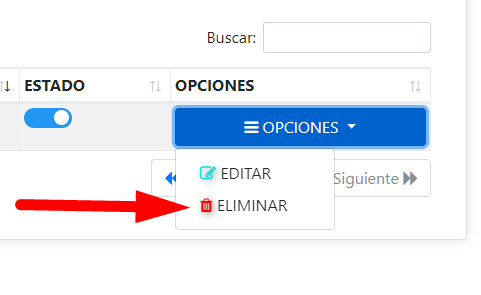 Buscar:
ESTADO OPCIONES
OPCIONES
EDITAR
Siguiente
ELIMINAR